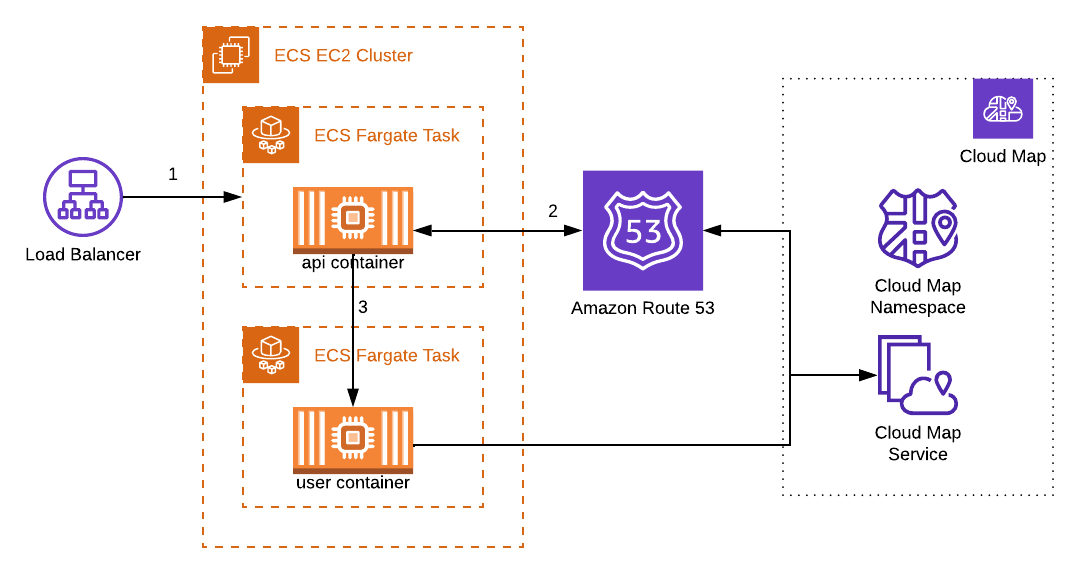 ECS EC2 Cluster
ECS Fargate Task
Cloud Map
1
2
53
Load Balancer
api container
Cloud Map
Namespace
3
Amazon Route 53
ECS Fargate Task
Cloud Map
Service
user container